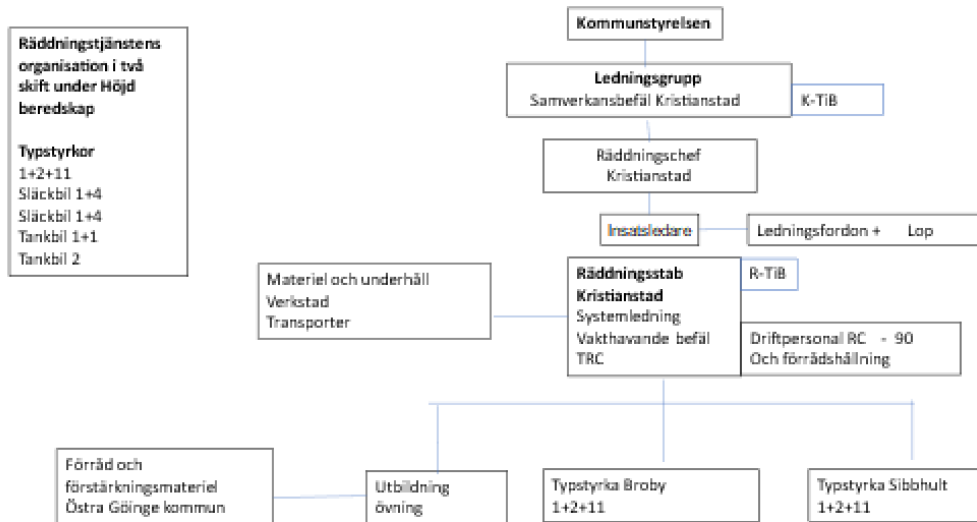 Räddningstjänstens
organisation i två
skift under Höjd
beredskap
Typstyrkor
1+2+11
Släckbil 1+4
Släckbil 1+4
Tankbil 1+1
Tankbil 2
Kommunstyrelsen
Ledningsgrupp
Samverkansbefäl Kristianstad
K-TiB
Räddningschef
Kristianstad
Insatsledare
Ledningsfordon + Lop
Materiel och underhåll
Verkstad
Transporter
Räddningsstab
Kristianstad
Systemledning
Vakthavande befäl
TRC
R-TiB
Driftpersonal RC - 90
Och förrådshållning
Förråd och
förstärkningsmateriel
Östra Göinge kommun
Utbildning
övning
Typstyrka Broby
1+2+11
Typstyrka Sibbhult
1+2+11